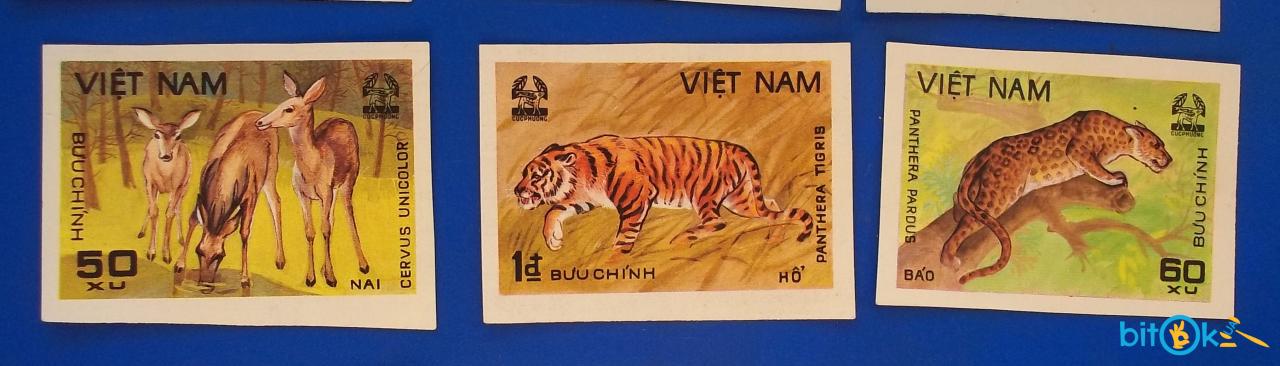 VIỆT NAM
CUCPHUONG
BƯU CHÍNH
CERVUS UNICOLOR
50
XU
NAI
VIỆT NAM
CUCPHUONG
PANTHERA TIGRIS
1đ BƯU CHÍNH
HỔ
VIỆT NAM
CUCPHUONG
PANTHERA PARDUS
BƯU CHÍNH
BÁO
60
XU
bitOk
UA